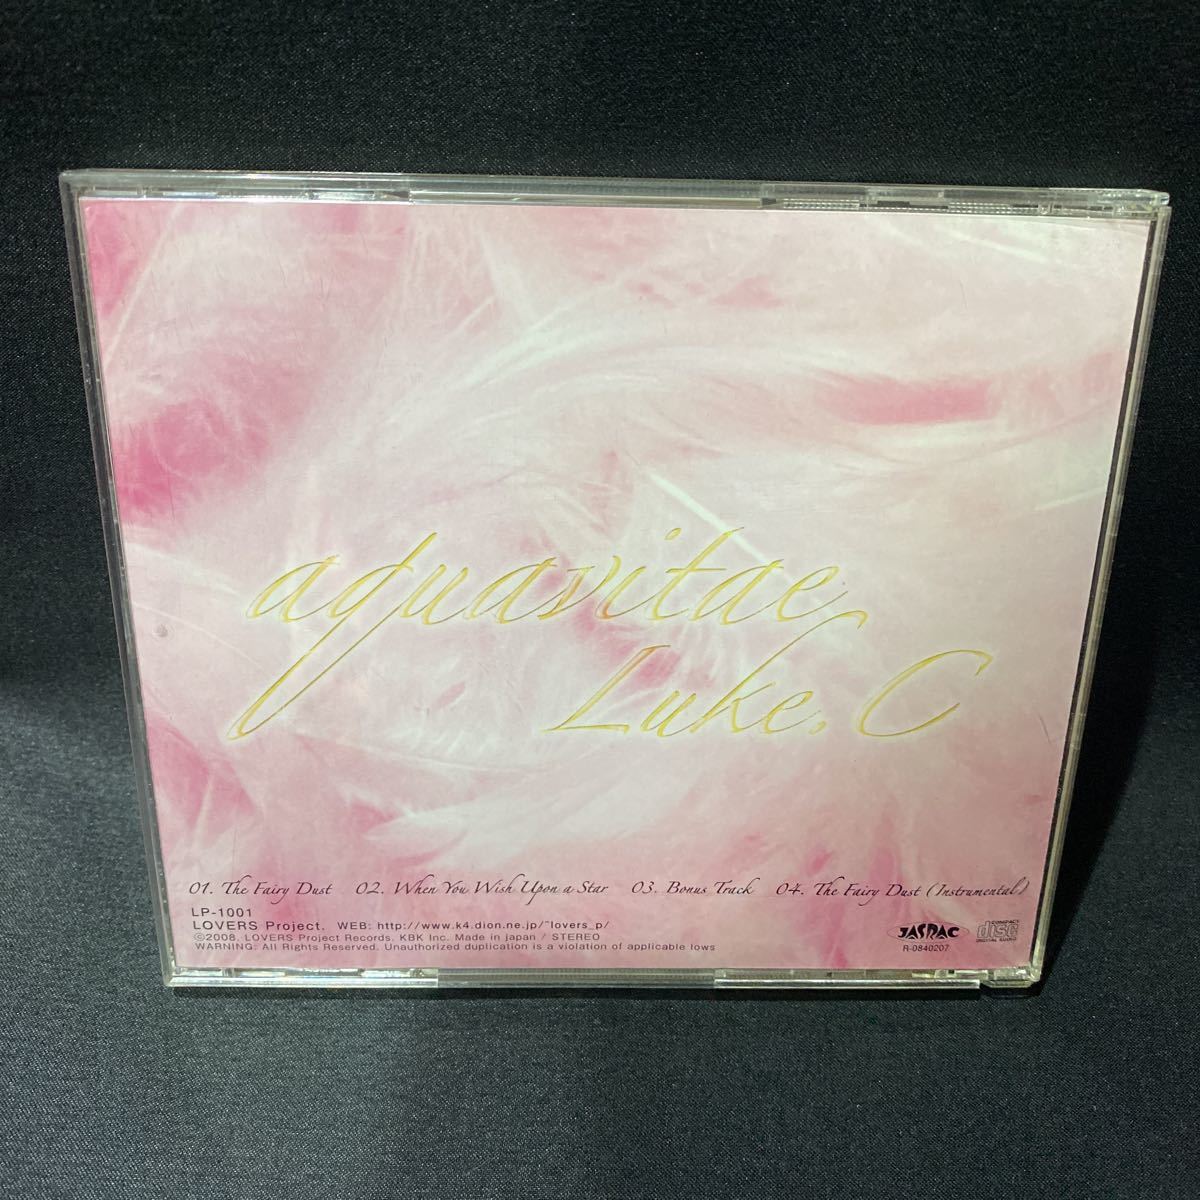 aquavitae
Luke. C
01. The Fairy Dust 02. When You Wish Upon a Star 03. Bonus Track 04. The Fairy Dust (Instrumental)
LP-1001
LOVERS Project. WEB: http://www.k4.dion.ne.jp/~lovers_p/
©2008. LOVERS Project Records, KBK Inc. Made in japan / STEREO
WARNING: All Rights Reserved. Unauthorized duplication is a violation of applicable lows
JASRAC
R-0840207
COMPACT
disc
DIGITAL AUDIO